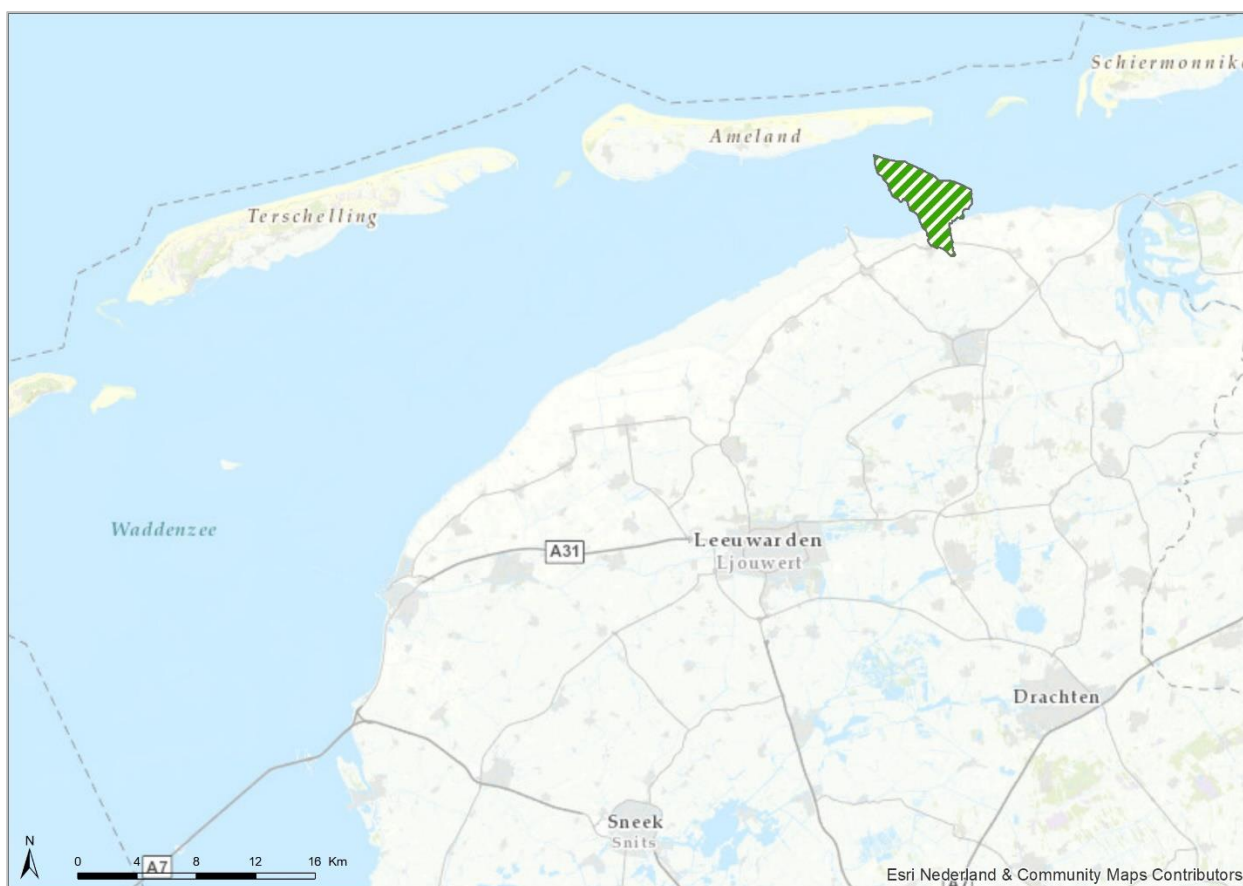 Schiermonniko
Ameland
Terschelling
Waddenzee
Leeuwarden
Ljouwert
A31
Drachten
Sneek
Snits
N
0 4 8 12 16 Km
A7
Esri Nederland & Community Maps Contributors